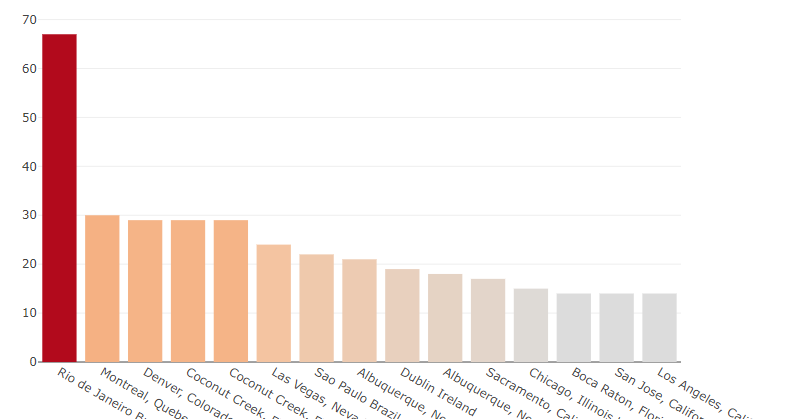 70
60
50
40
30
20
10
0
Rio de Janeiro
Montreal, Quebec
Denver, Colorado
Coconut Creek,
Coconut Creek,
Las Vegas,
Sao Paulo Brazil
Albuquerque,
Dublin Ireland
Albuquerque,
Sacramento,
Chicago, Illinois
Boca Raton,
San Jose,
Los Angeles,